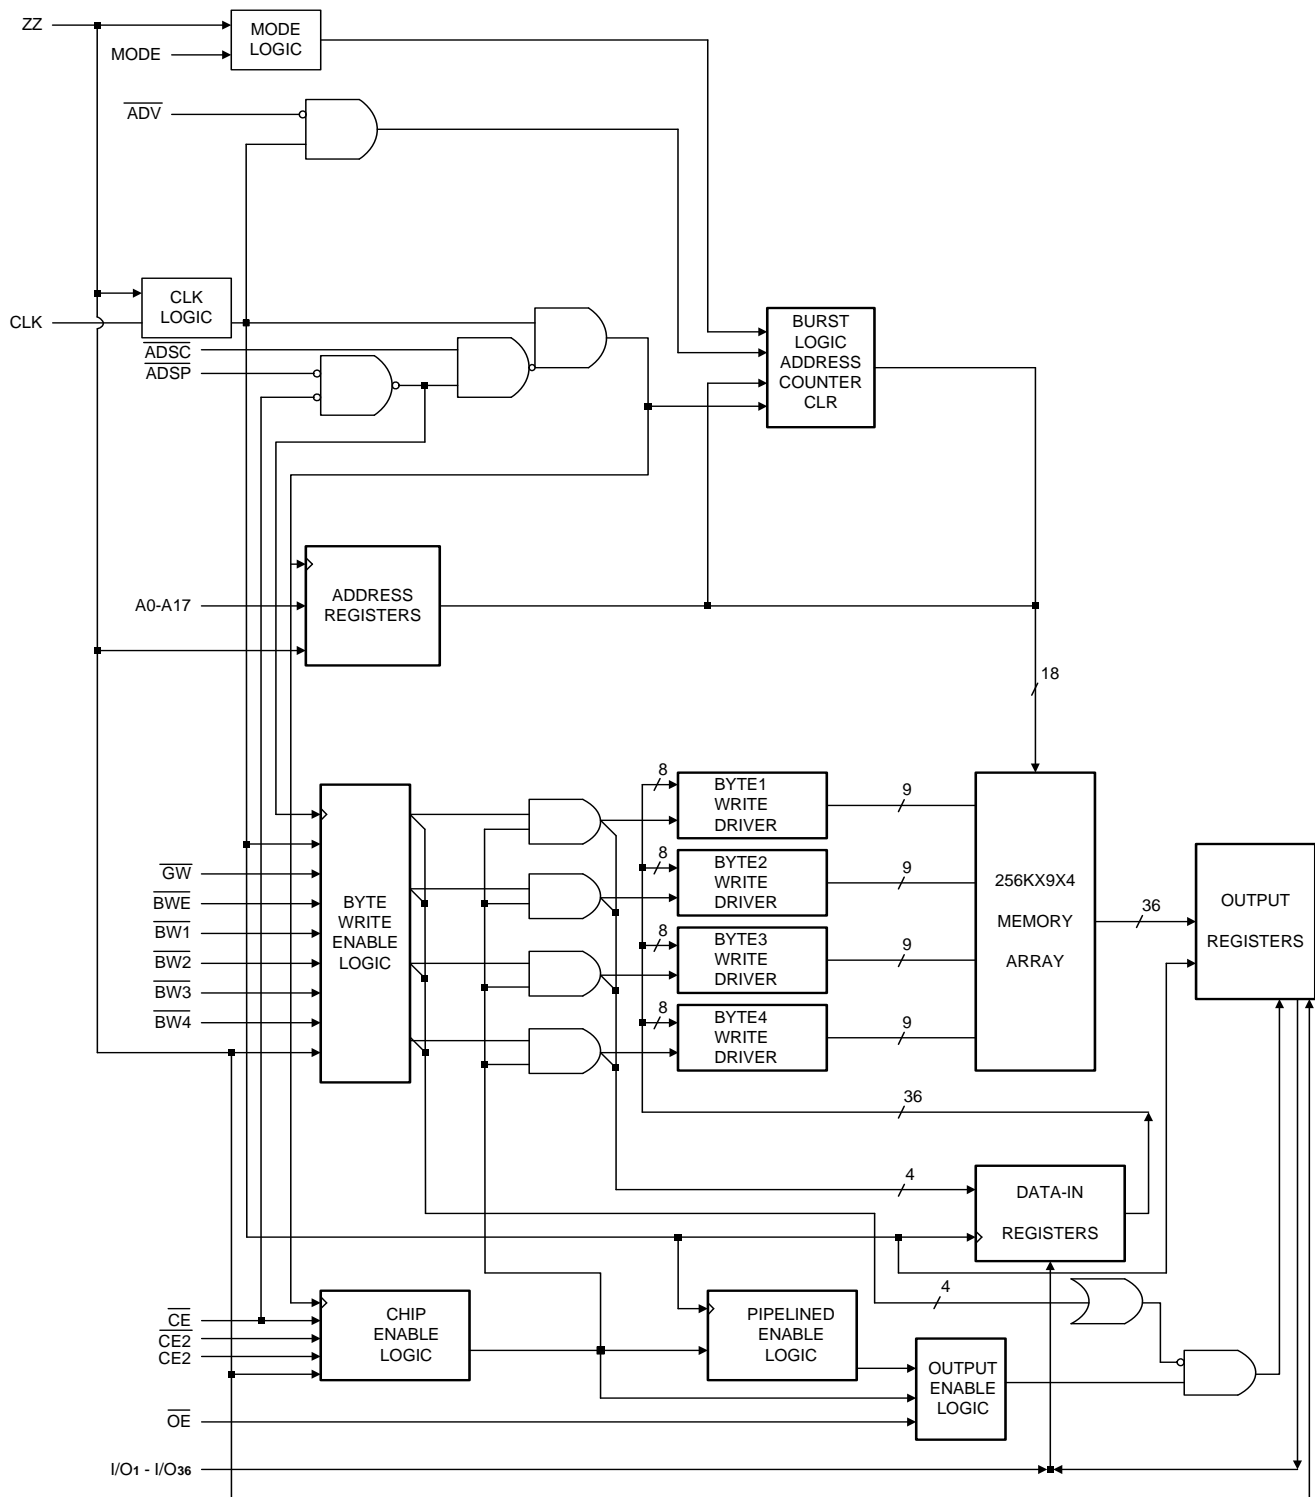 ZZ
MODE
LOGIC
MODE
ADV
CLK
LOGIC
CLK
ADSC
ADSP
BURST
LOGIC
ADDRESS
COUNTER
CLR
ADDRESS
REGISTERS
A0-A17
18
8
BYTE1
WRITE
DRIVER
9
8
BYTE2
WRITE
DRIVER
9
8
BYTE3
WRITE
DRIVER
9
8
BYTE4
WRITE
DRIVER
9
GW
BWE
BW1
BW2
BW3
BW4
BYTE
WRITE
ENABLE
LOGIC
256KX9X4
MEMORY
ARRAY
36
OUTPUT
REGISTERS
36
4
DATA-IN
REGISTERS
4
CE
CE2
CE2
CHIP
ENABLE
LOGIC
PIPELINED
ENABLE
LOGIC
OUTPUT
ENABLE
LOGIC
OE
I/O1 - I/O36